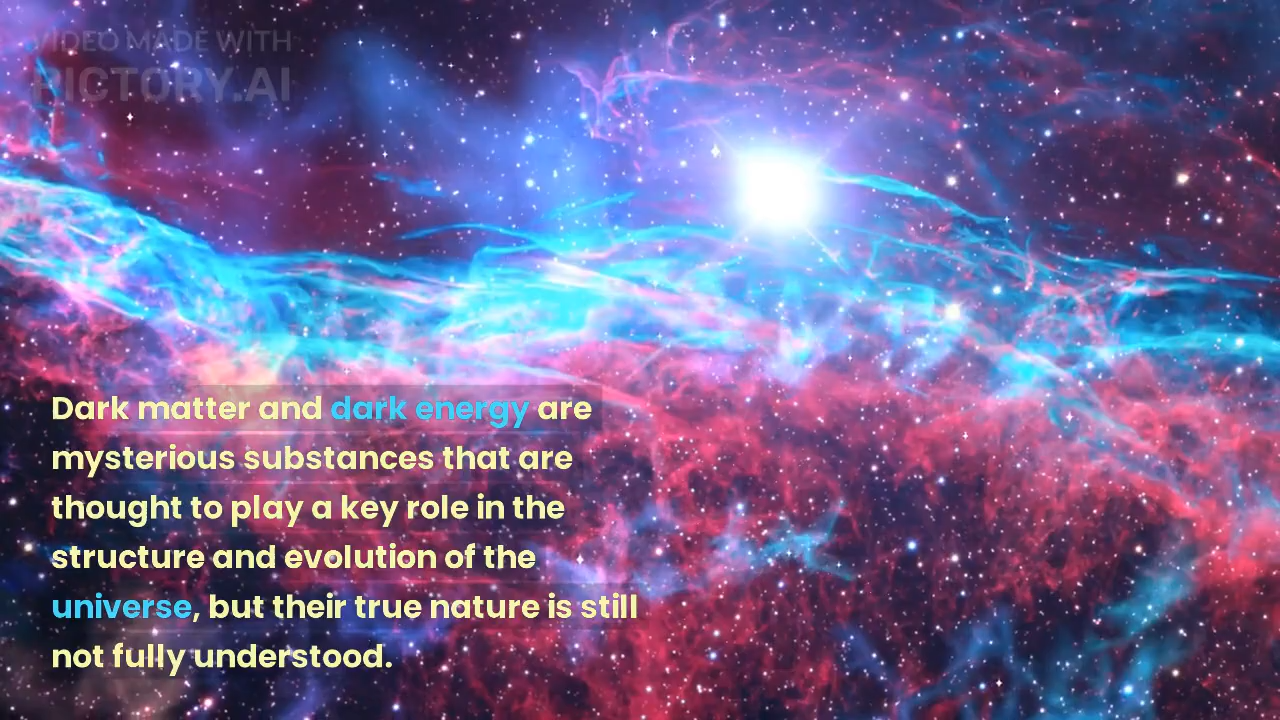 VIDEO MADE WITH
PICTORY.AI
Dark matter and dark energy are
mysterious substances that are
thought to play a key role in the
structure and evolution of the
universe, but their true nature is still
not fully understood.